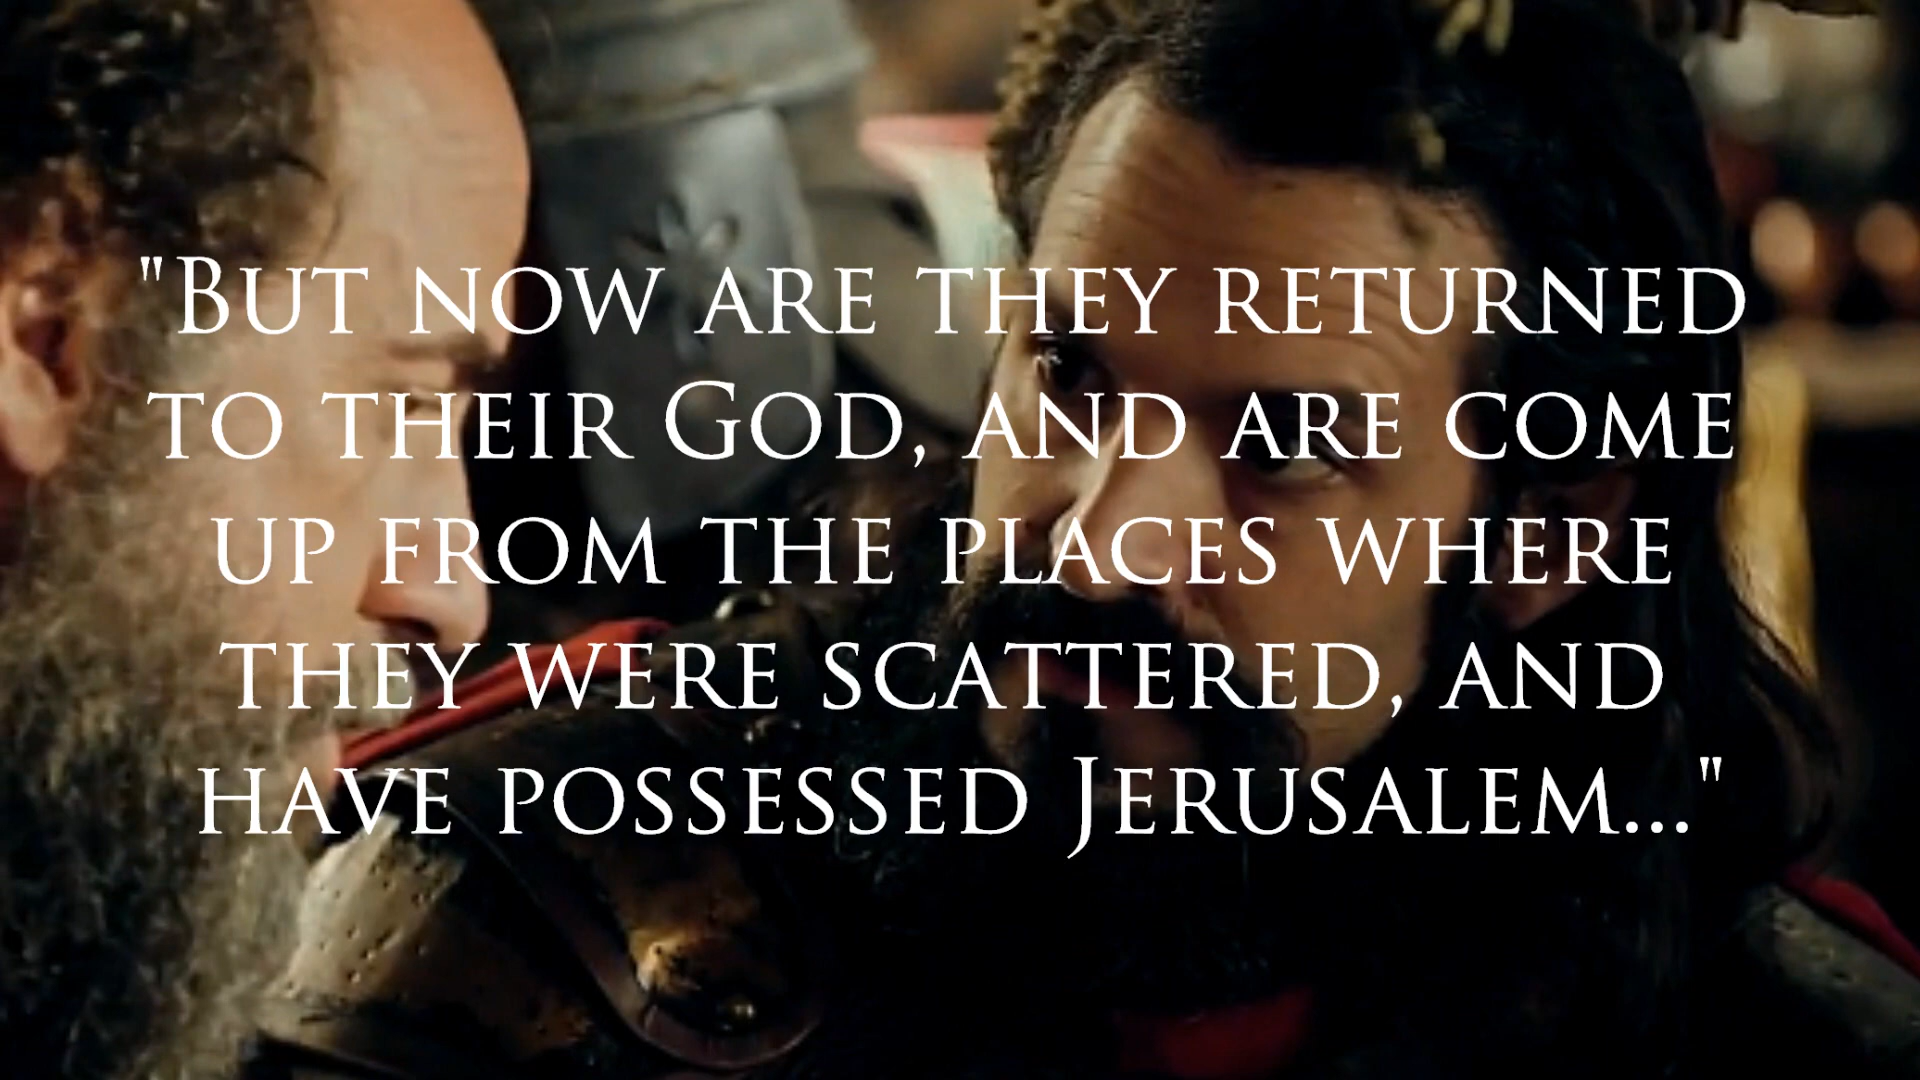 "But now are they returned
to their God, and are come
up from the places where
they were scattered, and
have possessed Jerusalem..."